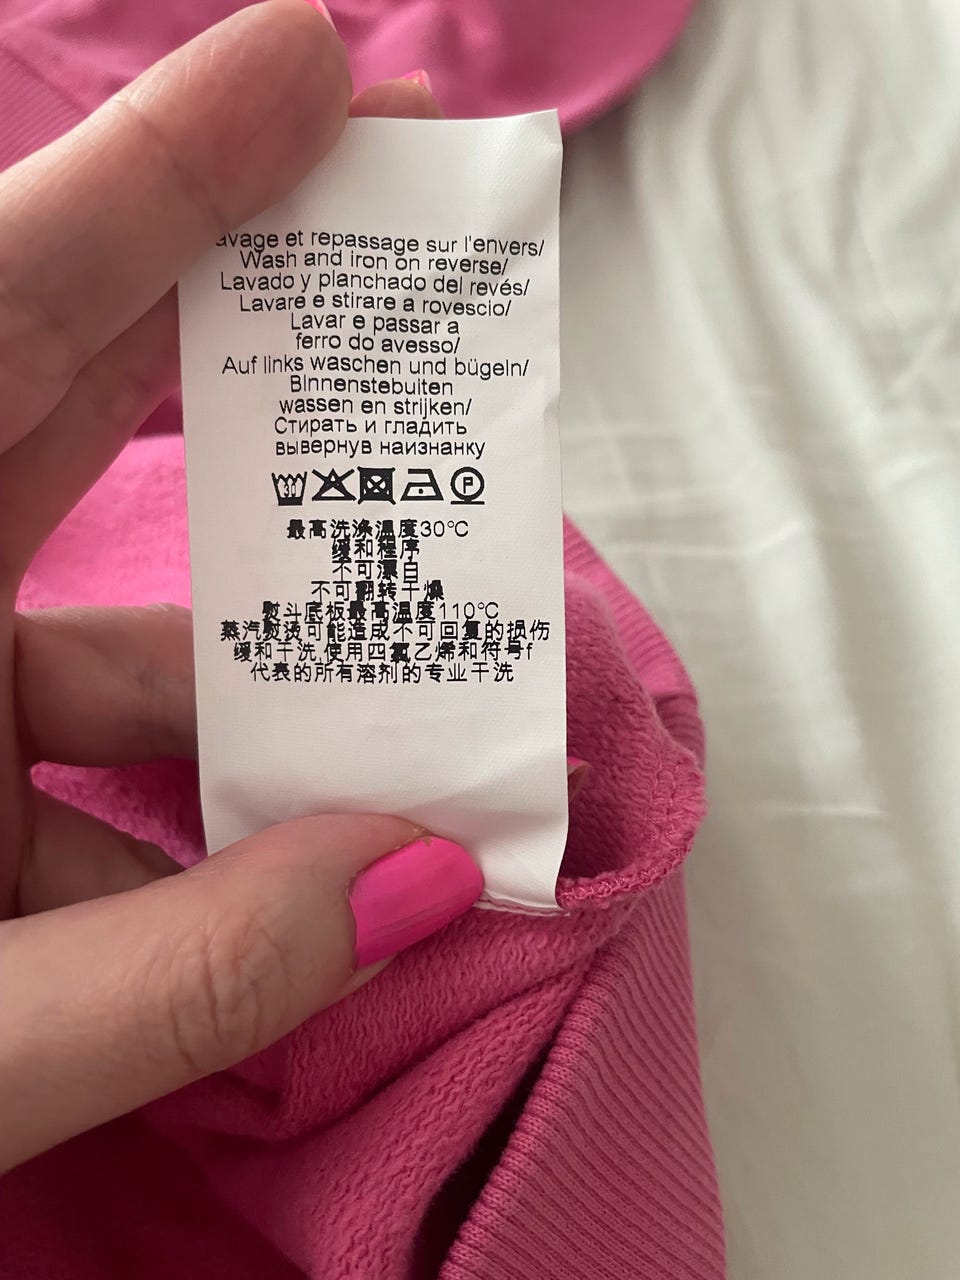 avage et repassage sur l'envers/
Wash and iron on reverse/
Lavado y planchado del revés/
Lavare e stirare a rovescio/
Lavar e passar a
ferro do avesso/
Auf links waschen und bügeln/
Binnenstebuiten
wassen en strijken/
Стирать и гладить
вывернув наизнанку
30 P
最高洗涤温度30°C
缓和程序
不可漂白
不可翻转干燥
熨斗底板最高温度110°C
蒸汽熨烫可能造成不可回复的损伤
缓和干洗,使用四氯乙烯和符号f
代表的所有溶剂的专业干洗